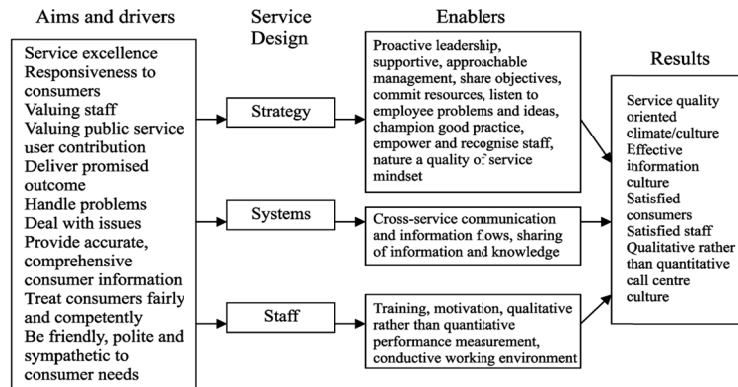 Aims and drivers
Service excellence
Responsiveness to
consumers
Valuing staff
Valuing public service
user contribution
Deliver promised
outcome
Handle problems
Deal with issues
Provide accurate,
comprehensive
consumer information
Treat consumers fairly
and competently
Be friendly, polite and
sympathetic to
consumer needs
Service
Design
Strategy
Systems
Staff
Enablers
Proactive leadership,
supportive, approachable
management, share objectives,
commit resources, listen to
employee problems and ideas,
champion good practice,
empower and recognise staff,
nature a quality of service
mindset
Cross-service communication
and information flows, sharing
of information and knowledge
Training, motivation, qualitative
rather than quantitative
performance measurement,
conductive working environment
Results
Service quality
oriented
climate/culture
Effective
information
culture
Satisfied
consumers
Satisfied staff
Qualitative rather
than quantitative
call centre
culture